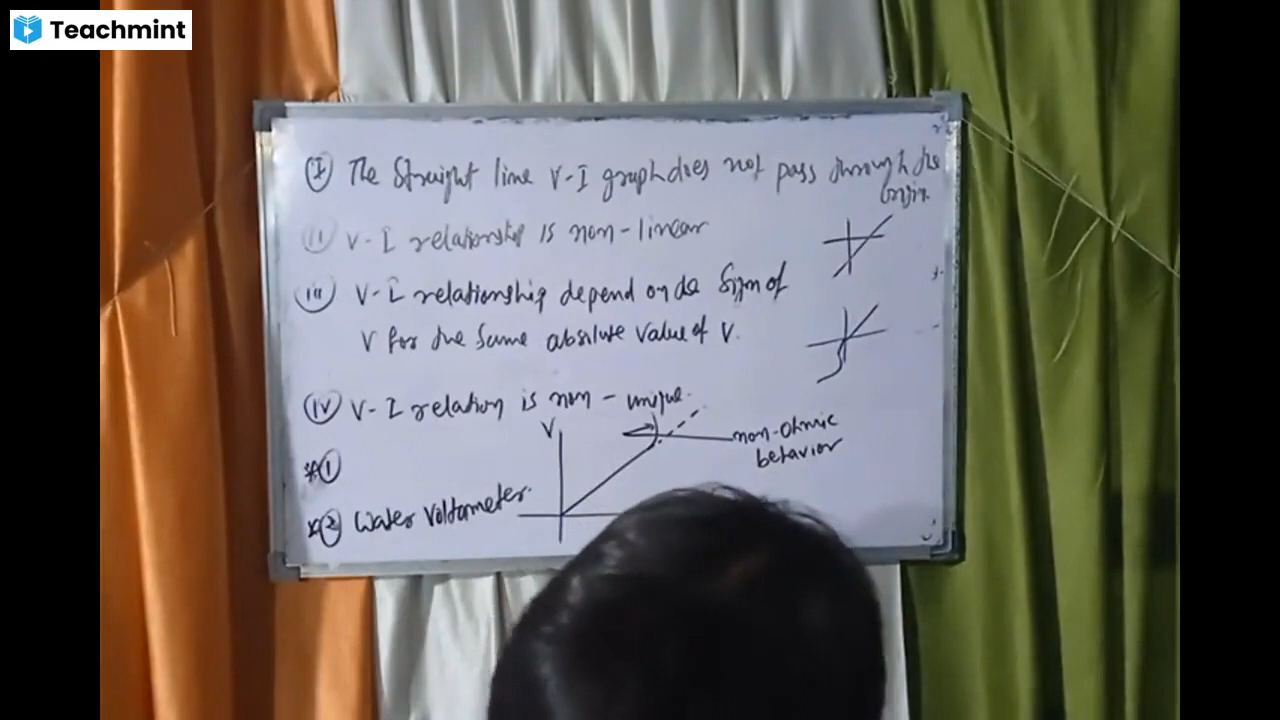 Teachmint
(I) The Straight line V-I graph does not pass through the
origin.
(II) V-I relationship is non-linear
(III) V-I relationship depend on the Sign of
V for the same absolute value of V.
(IV) V-I relation is non-unique.
V
non-ohmic
behavior
*(1)
*(2) Water Voltameter.